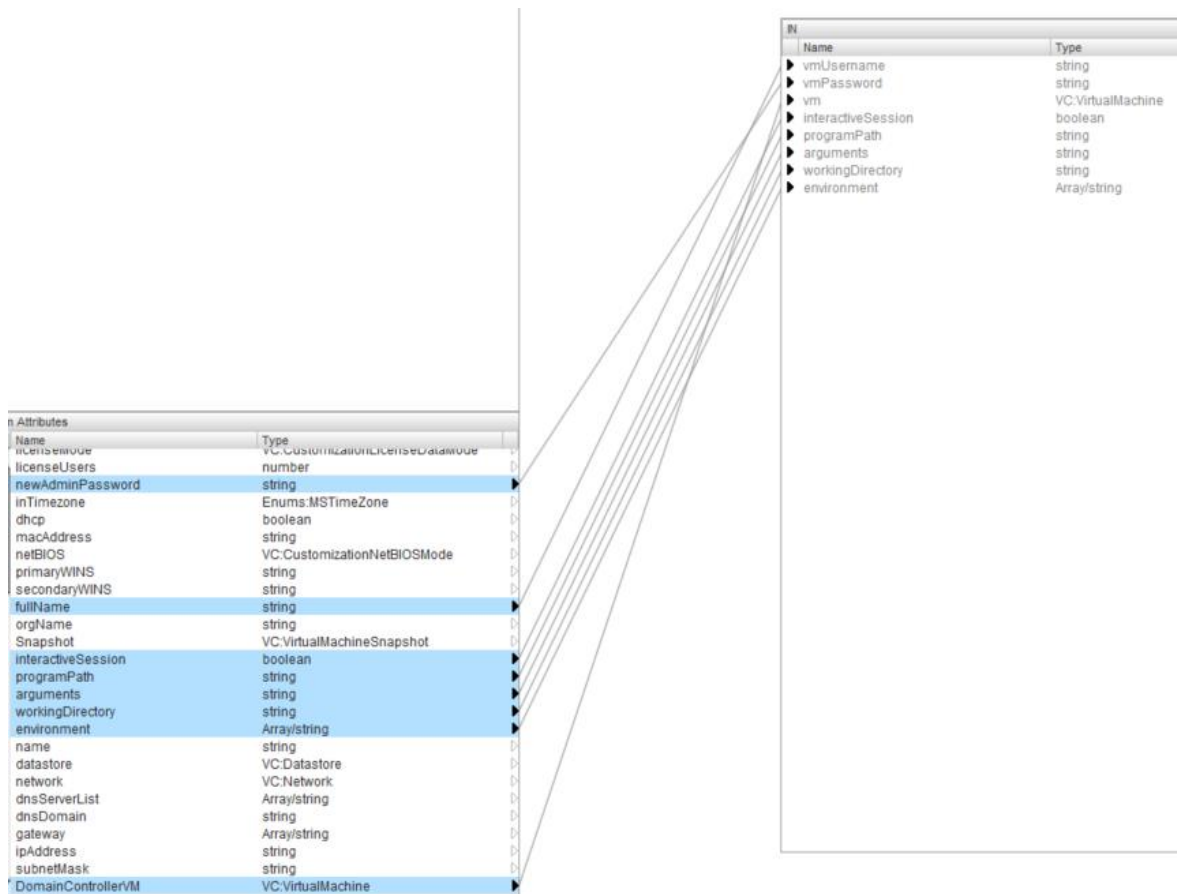 IN
Name Type
vmUsername string
vmPassword string
vm VC:VirtualMachine
interactiveSession boolean
programPath string
arguments string
workingDirectory string
environment Array/string
n Attributes
Name Type
licenseMode VC:CustomizationLicenseDataMode
licenseUsers number
newAdminPassword string
inTimezone Enums:MSTimeZone
dhcp boolean
macAddress string
netBIOS VC:CustomizationNetBIOSMode
primaryWINS string
secondaryWINS string
fullName string
orgName string
Snapshot VC:VirtualMachineSnapshot
interactiveSession boolean
programPath string
arguments string
workingDirectory string
environment Array/string
name string
datastore VC:Datastore
network VC:Network
dnsServerList Array/string
dnsDomain string
gateway Array/string
ipAddress string
subnetMask string
DomainControllerVM VC:VirtualMachine